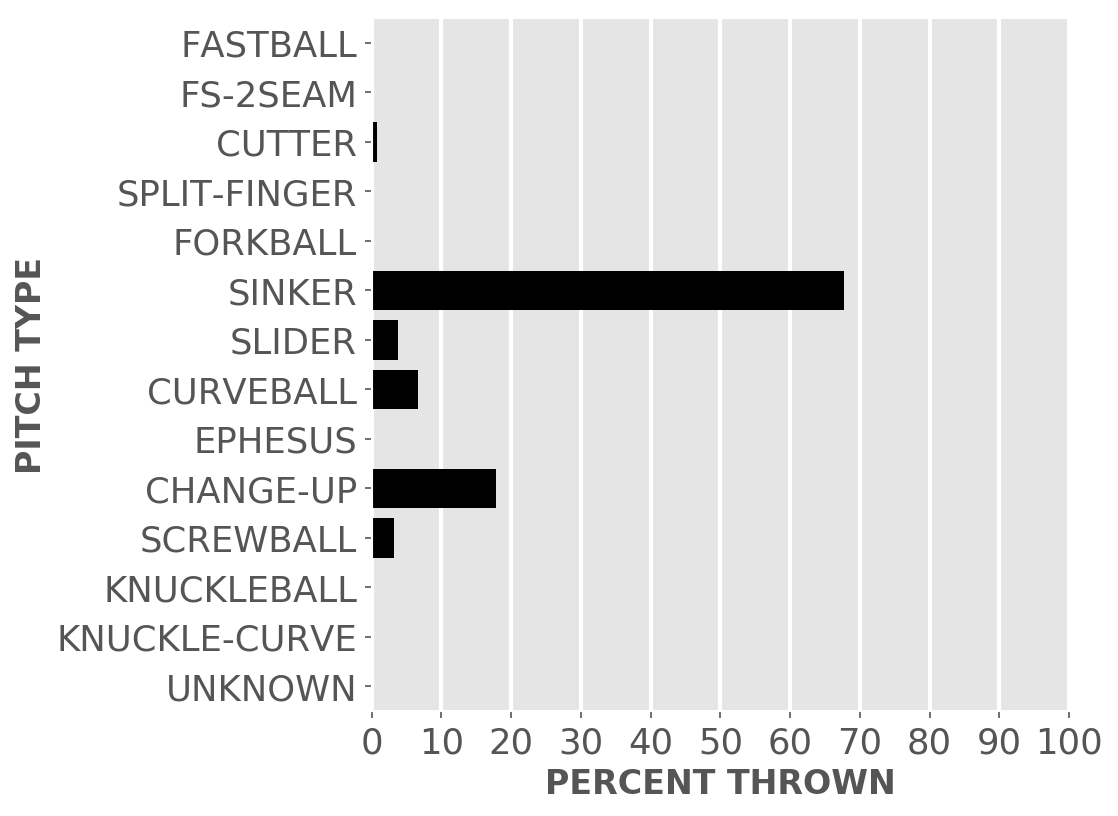 FASTBALL
FS-2SEAM
CUTTER
SPLIT-FINGER
FORKBALL
SINKER
SLIDER
CURVEBALL
EPHESUS
CHANGE-UP
SCREWBALL
KNUCKLEBALL
KNUCKLE-CURVE
UNKNOWN
PITCH TYPE
0 10 20 30 40 50 60 70 80 90 100
PERCENT THROWN